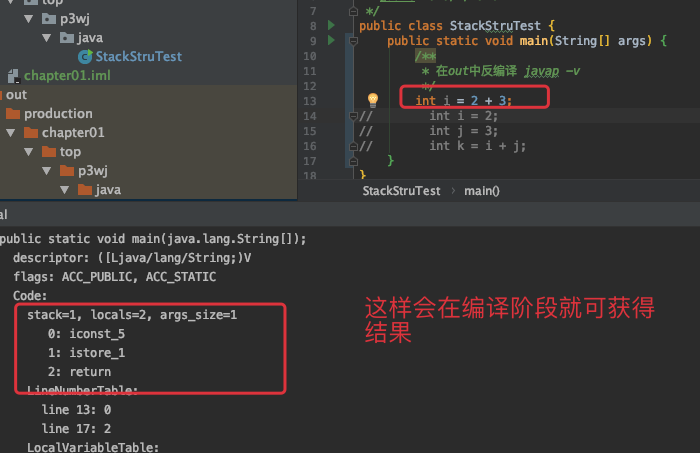 top
p3wj
java
StackStruTest
chapter01.iml
out
production
chapter01
top
p3wj
java
7 */
8 public class StackStruTest {
9 public static void main(String[] args) {
10 /**
11 * 在out中反编译 javap -v
12 */
13 int i = 2 + 3;
14 // int i = 2;
15 // int j = 3;
16 // int k = i + j;
17 }
18 }
StackStruTest > main()
al
public static void main(java.lang.String[]);
descriptor: ([Ljava/lang/String;)V
flags: ACC_PUBLIC, ACC_STATIC
Code:
stack=1, locals=2, args_size=1
0: iconst_5
1: istore_1
2: return
LineNumberTable:
line 13: 0
line 17: 2
LocalVariableTable:
这样会在编译阶段就可获得
结果